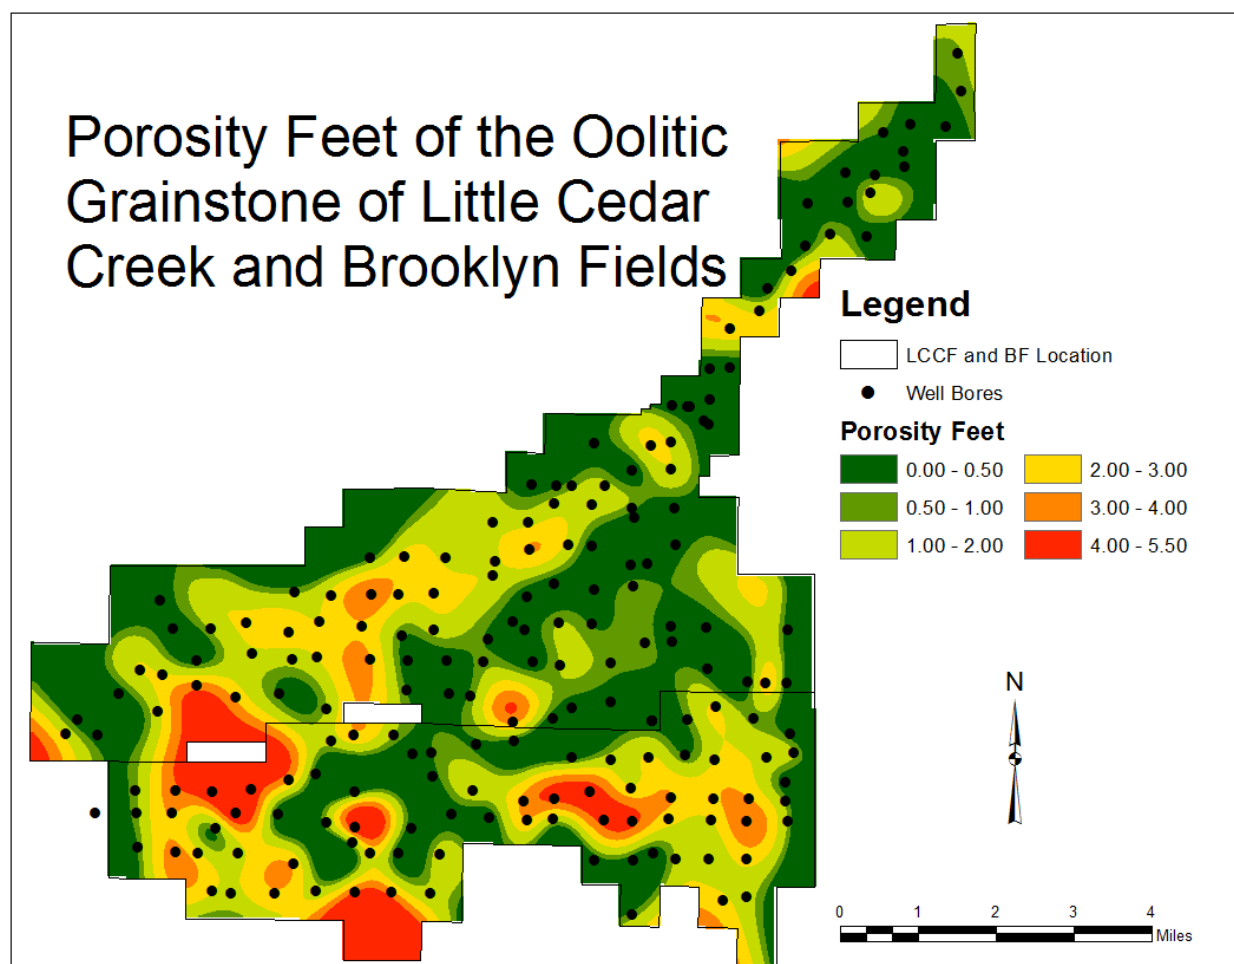 Porosity Feet of the Oolitic
Grainstone of Little Cedar
Creek and Brooklyn Fields
Legend
LCCF and BF Location
Well Bores
Porosity Feet
0.00 - 0.50
2.00 - 3.00
0.50 - 1.00
3.00 - 4.00
1.00 - 2.00
4.00 - 5.50
N
0 1 2 3 4
Miles